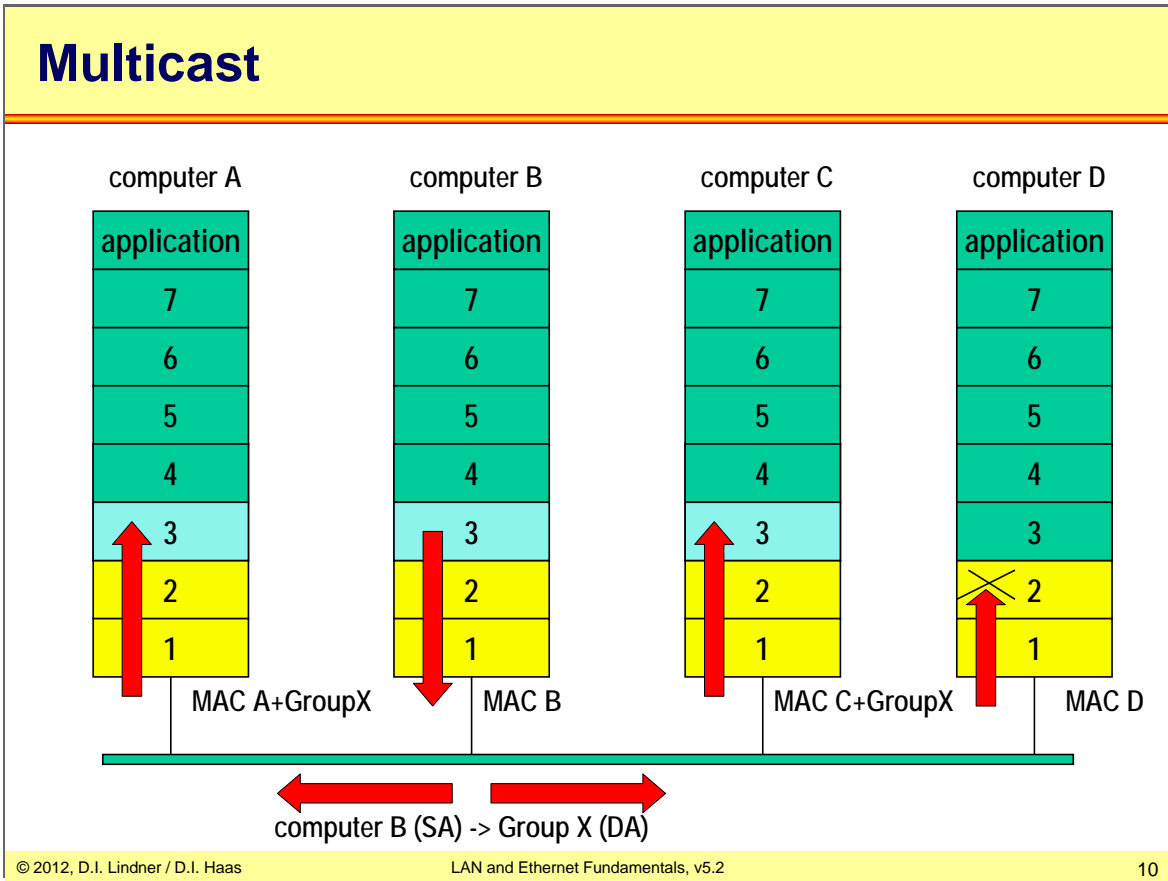 Multicast
computer A
computer B
computer C
computer D
application
application
application
application
7
7
7
7
6
6
6
6
5
5
5
5
4
4
4
4
3
3
3
3
2
2
2
2
1
1
1
1
MAC A+GroupX
MAC B
MAC C+GroupX
MAC D
computer B (SA) -> Group X (DA)
© 2012, D.I. Lindner / D.I. Haas
LAN and Ethernet Fundamentals, v5.2
10